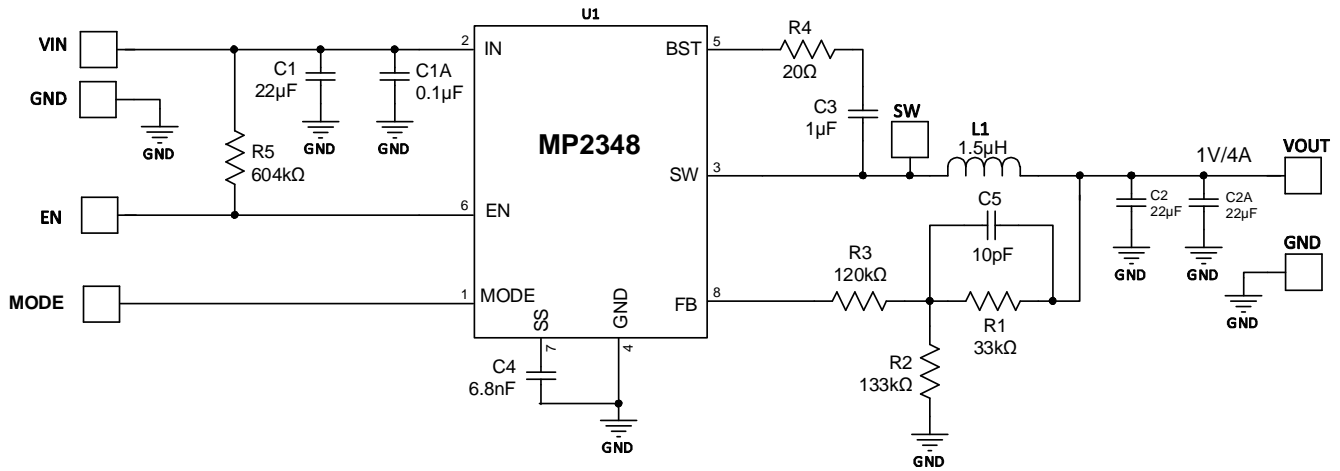 U1
VIN
2
IN
BST
5
R4
20Ω
C1
22µF
C1A
0.1µF
GND
GND
GND
GND
C3
1µF
SW
L1
1.5µH
MP2348
R5
604kΩ
SW
3
1V/4A
VOUT
C2
22µF
C2A
22µF
GND
GND
EN
6
EN
C5
10pF
GND
GND
R3
120kΩ
MODE
1
MODE
FB
8
R1
33kΩ
SS
7
GND
4
C4
6.8nF
GND
R2
133kΩ
GND